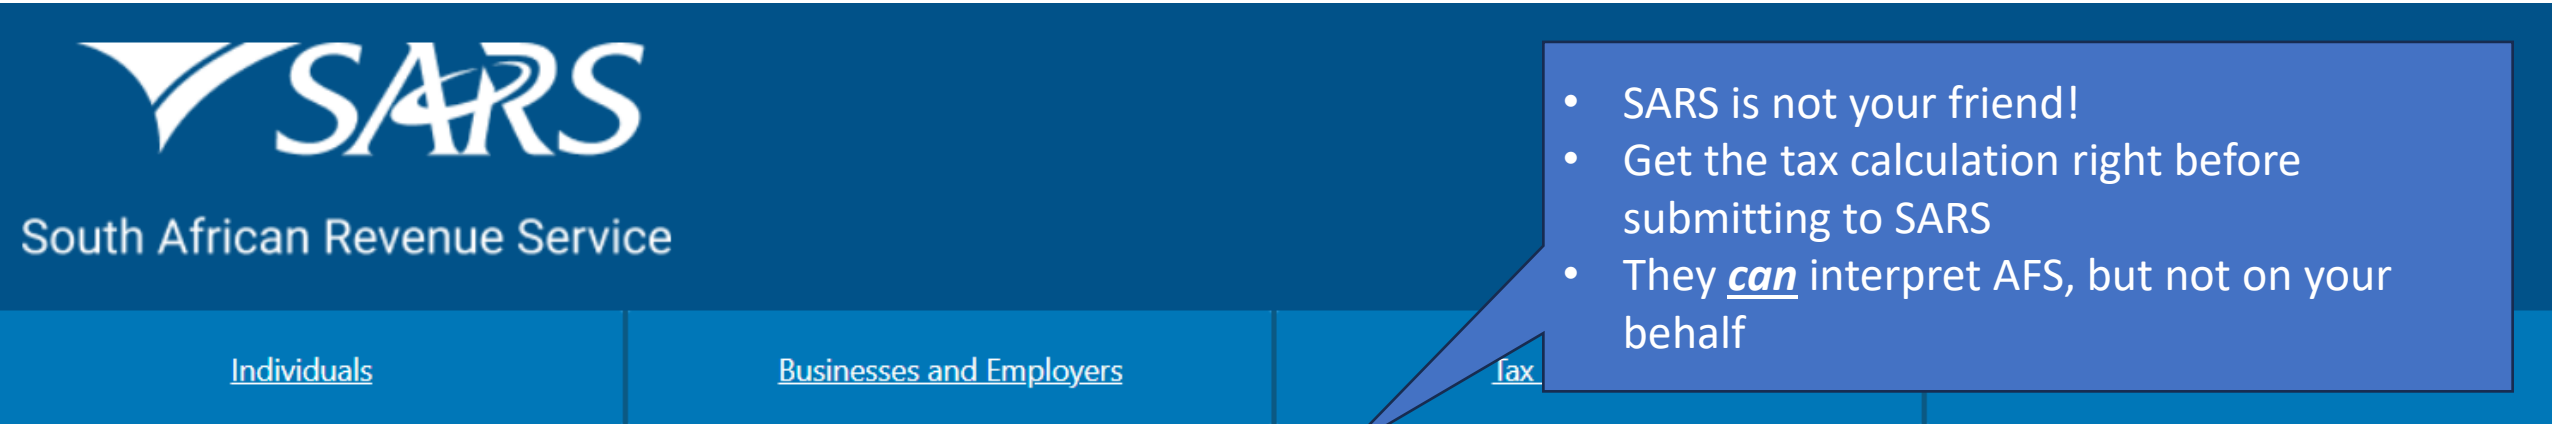 SARS
South African Revenue Service
• SARS is not your friend!
• Get the tax calculation right before
submitting to SARS
• They can interpret AFS, but not on your
behalf
Individuals
Businesses and Employers
Tax